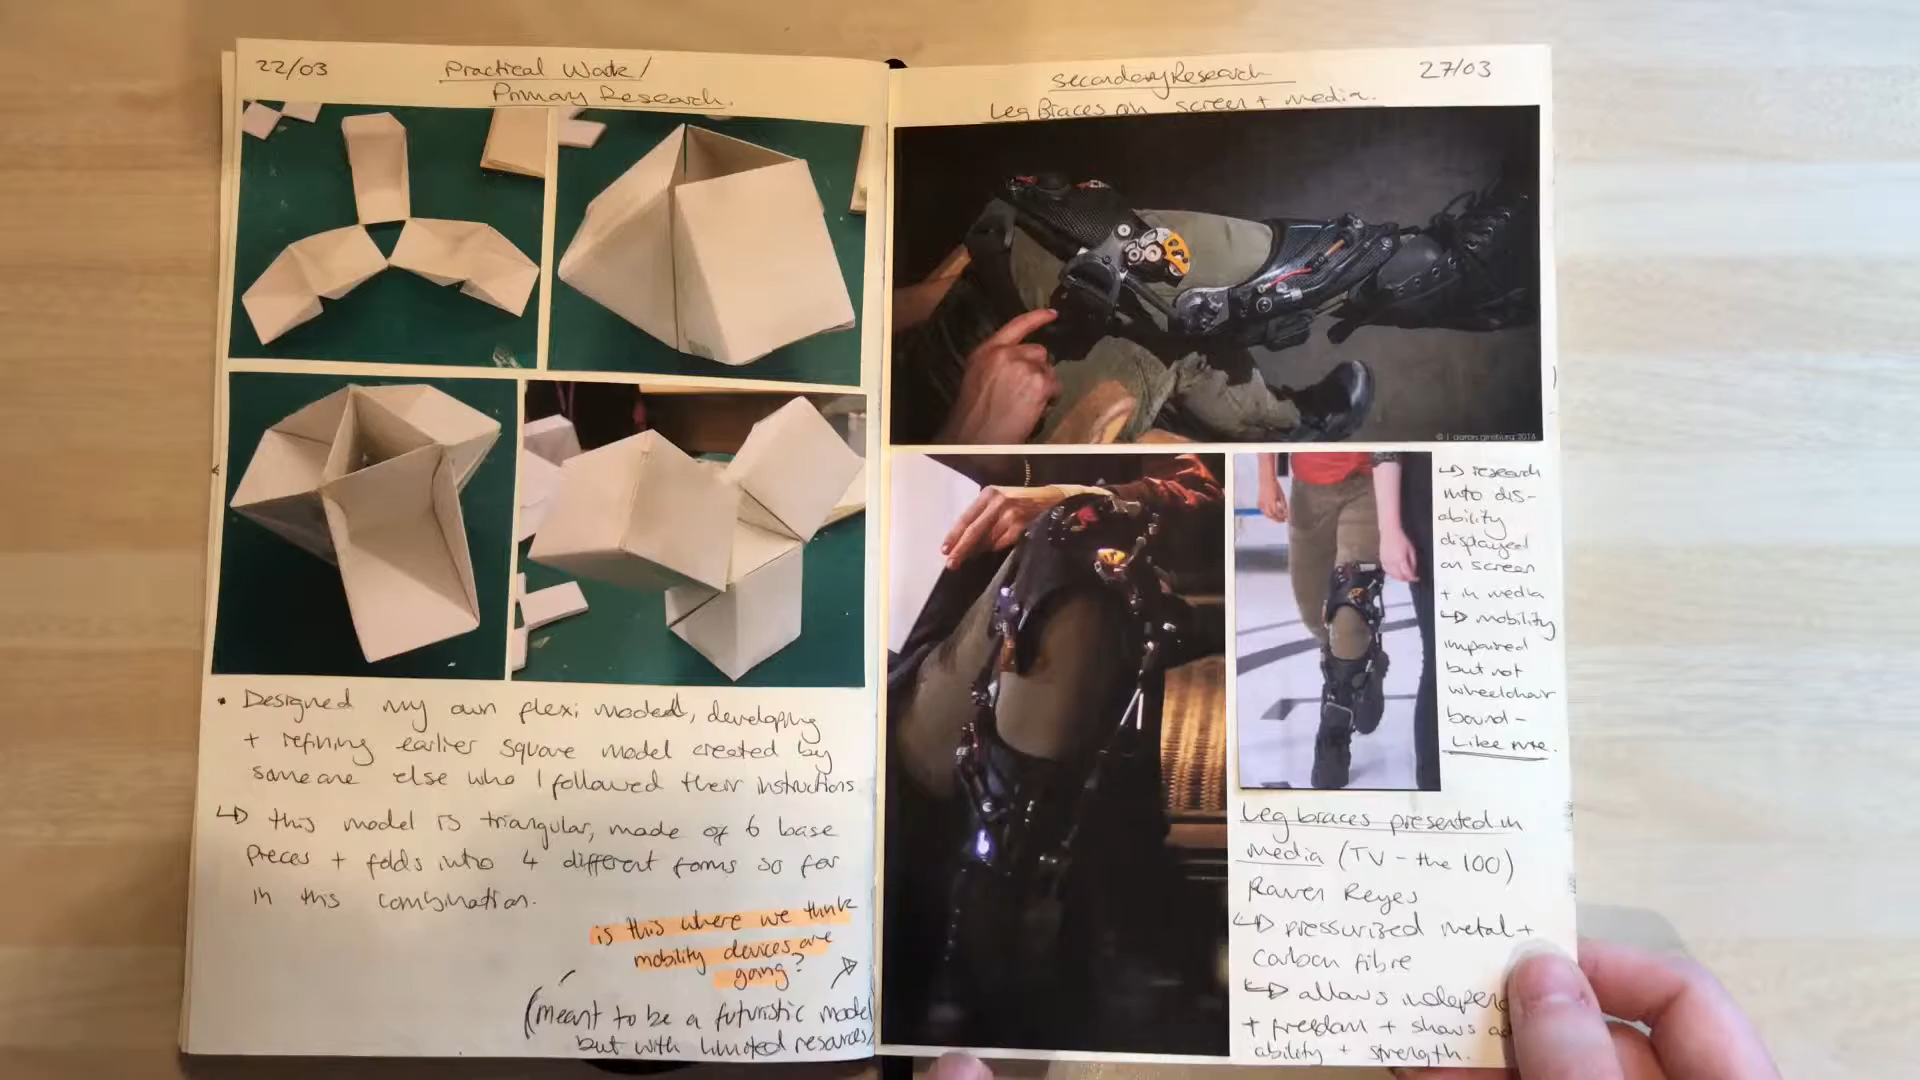 22/03
Practical Work/
Primary Research.
• Designed my own flexi model, developing
+ refining earlier square model created by
someone else who I followed their instructions
↳ this model is triangular, made of 6 base
pieces + folds into 4 different forms so far
in this combination.
is this where we think
mobility devices are
going?
(meant to be a futuristic model
but with limited resources)
Secondary Research
27/03
Leg Braces on screen + media.
© j aaron ginsburg 2016
↳ research
into dis-
ability
displayed
on screen
+ in media
↳ mobility
impaired
but not
wheelchair
bound -
Like me.
Leg braces presented in
media (TV - the 100)
Raven Reyes
↳ pressurized metal +
carbon fibre
↳ allows indepen
+ freedom + shows
ability + strength.